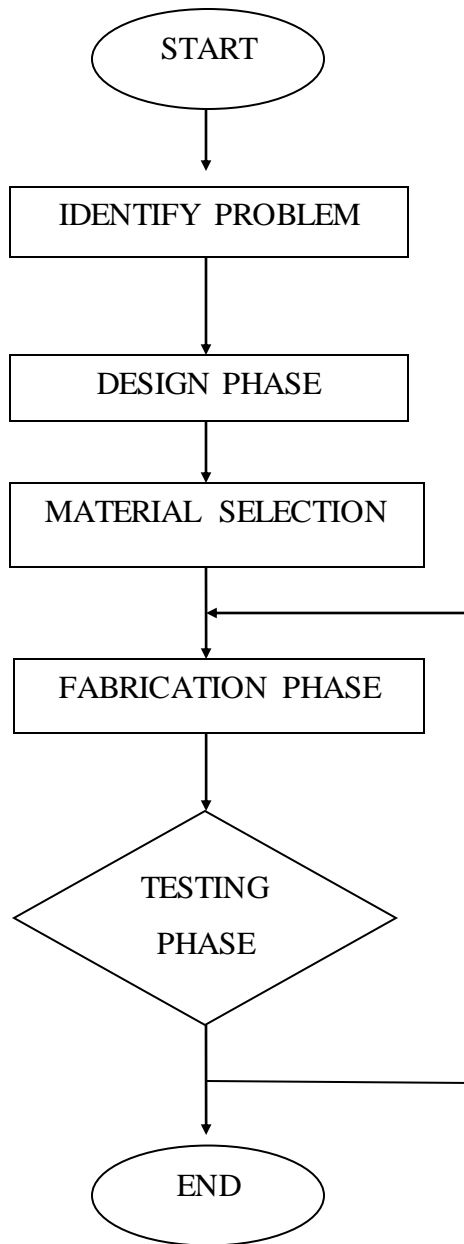 START
IDENTIFY PROBLEM
DESIGN PHASE
MATERIAL SELECTION
FABRICATION PHASE
TESTING
PHASE
END